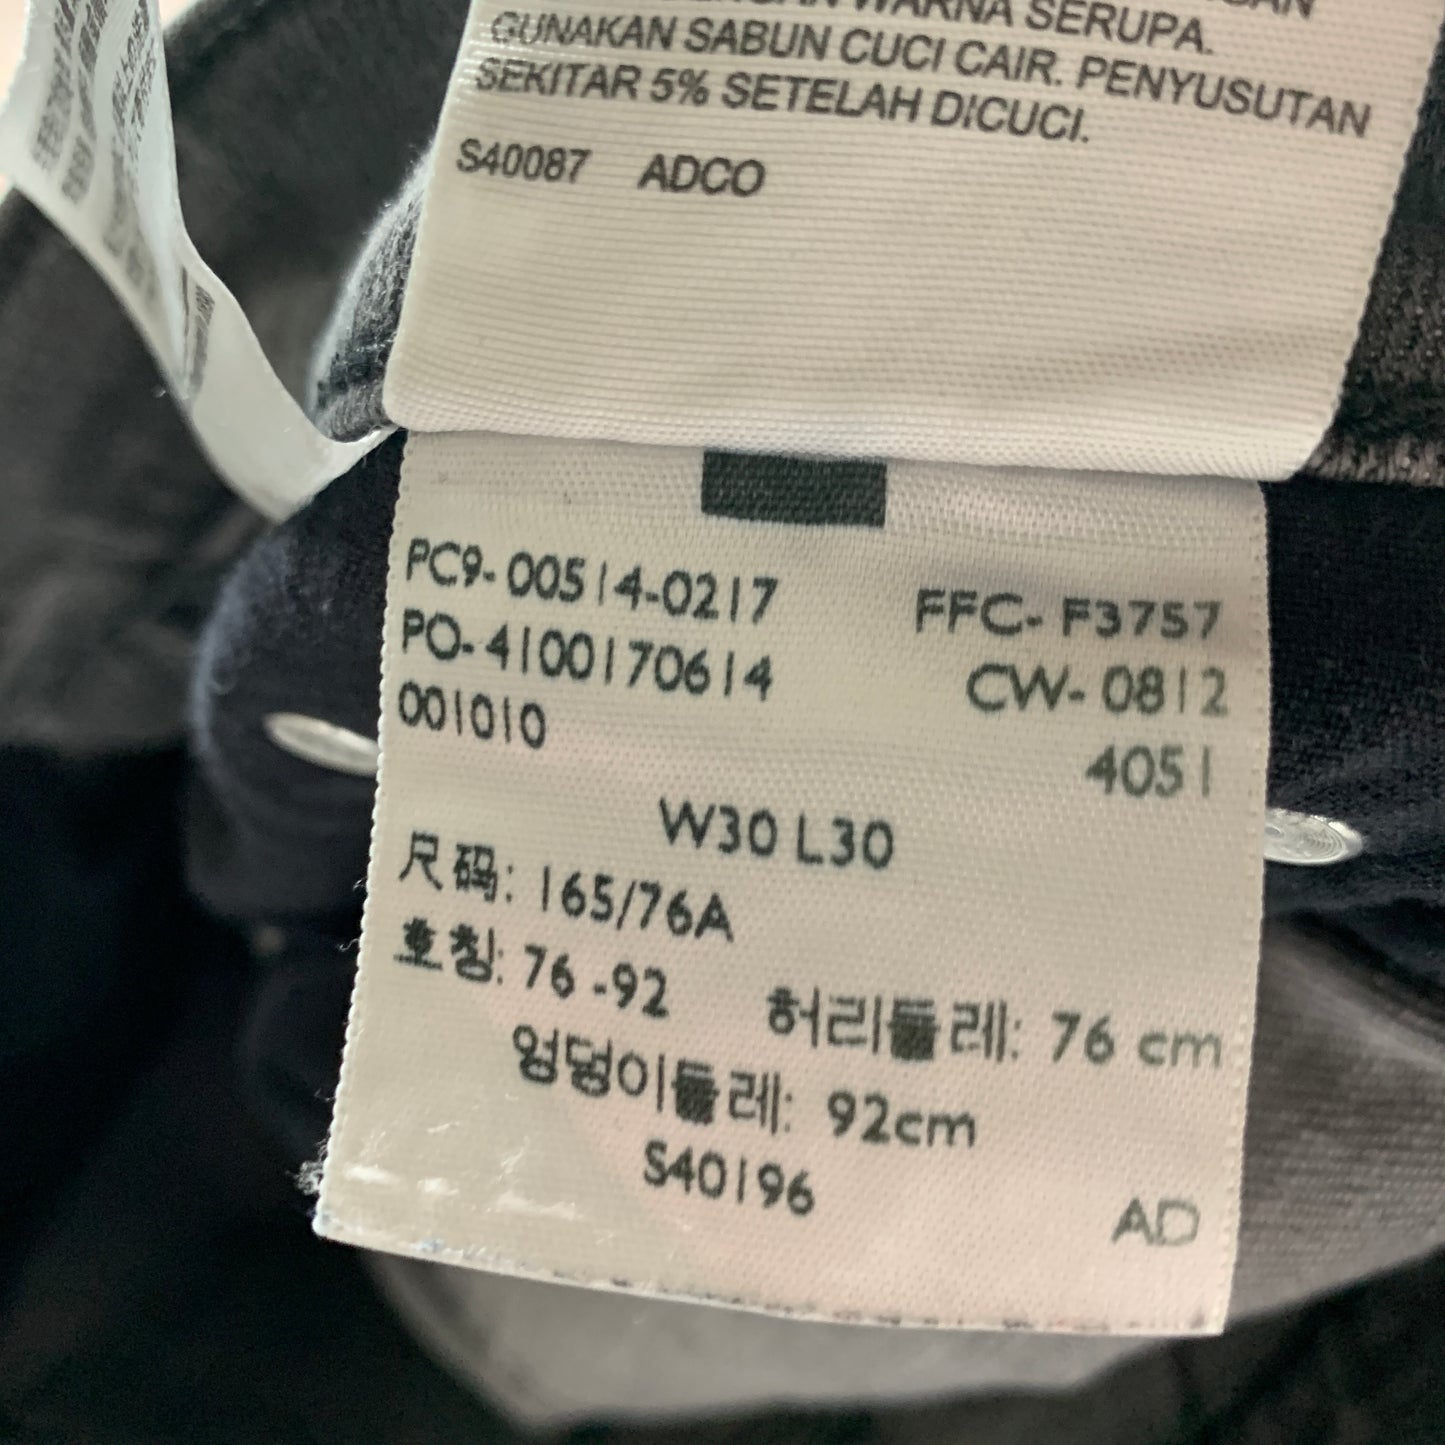 WARNA SERUPA.
GUNAKAN SABUN CUCI CAIR. PENYUSUTAN
SEKITAR 5% SETELAH DICUCI.
S40087 ADCO
PC9-00514-0217 FFC-F3757
PO-4100170614 CW-0812
001010 4051
W30 L30
尺码: 165/76A
호칭: 76-92 허리둘레: 76 cm
엉덩이둘레: 92cm
S40196
AD